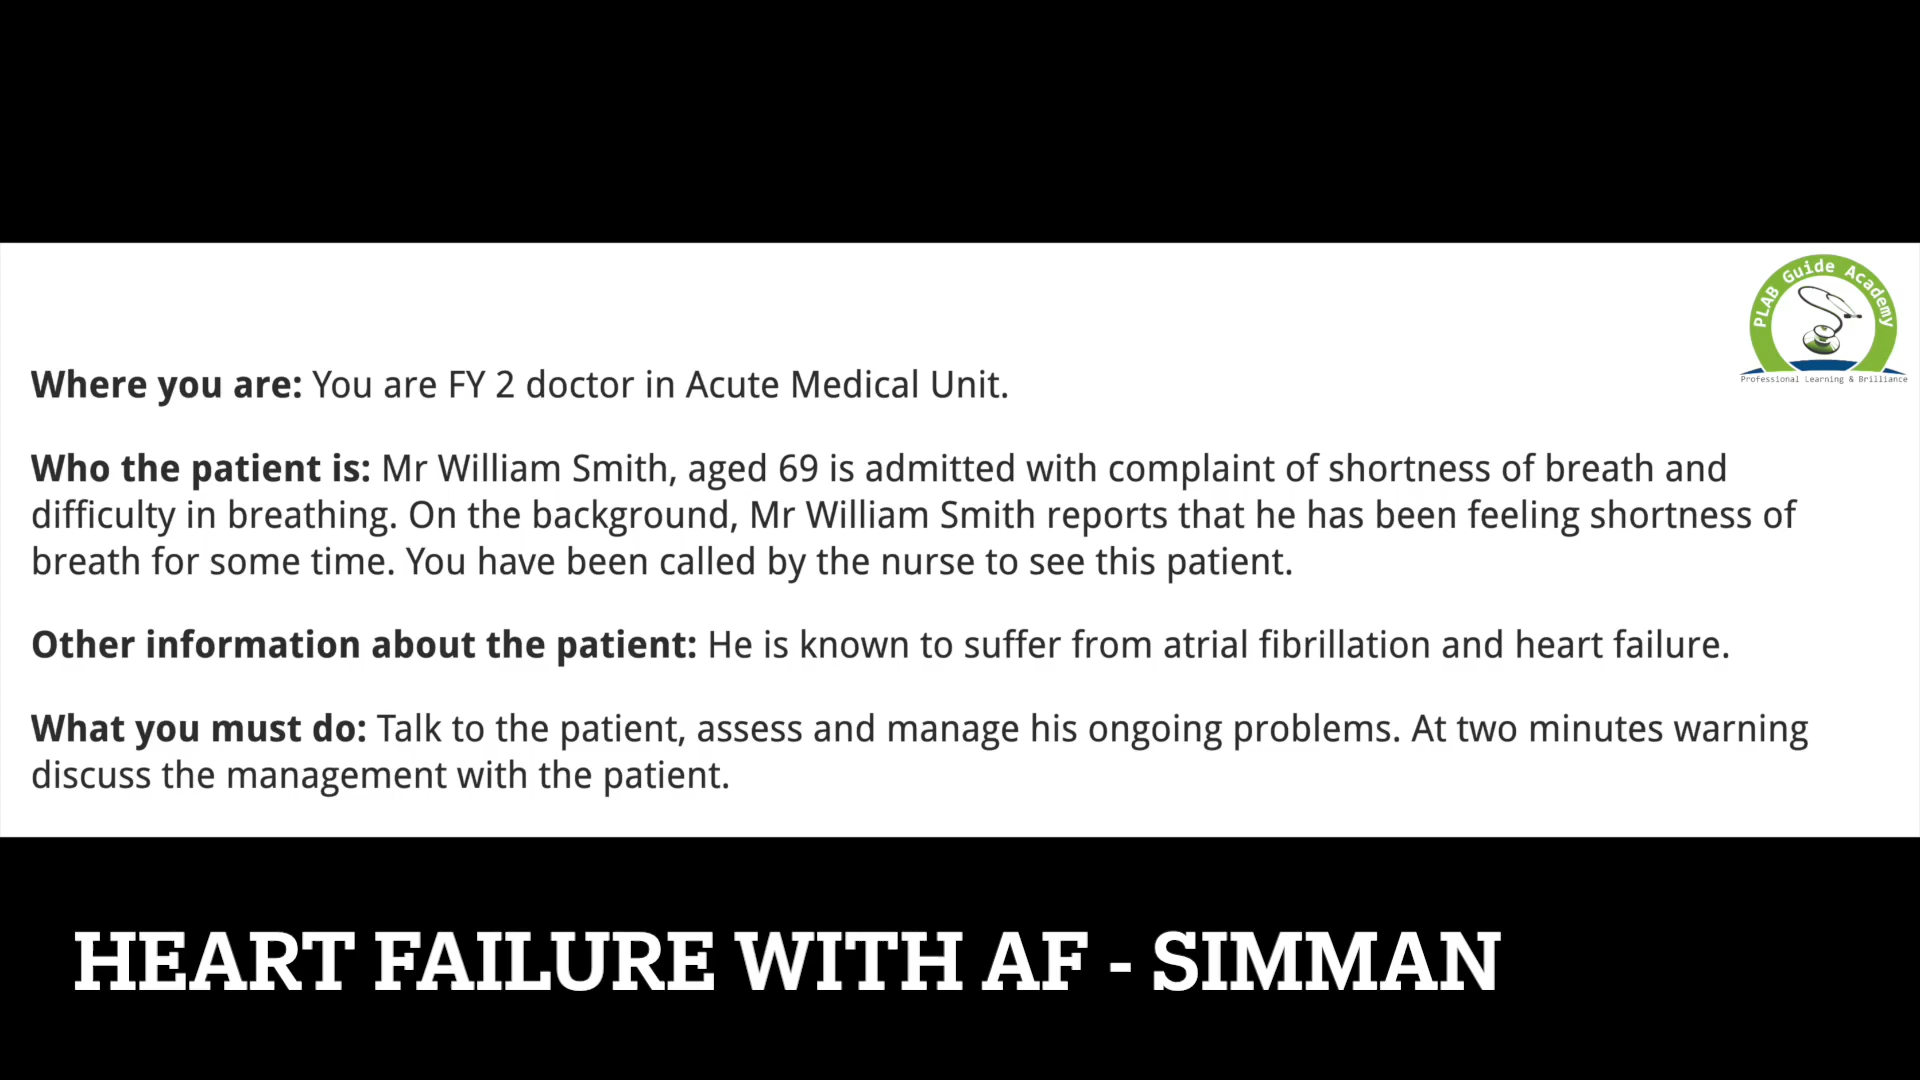 PLAB Guide Academy
Professional Learning & Brilliance
Where you are: You are FY 2 doctor in Acute Medical Unit.
Who the patient is: Mr William Smith, aged 69 is admitted with complaint of shortness of breath and
difficulty in breathing. On the background, Mr William Smith reports that he has been feeling shortness of
breath for some time. You have been called by the nurse to see this patient.
Other information about the patient: He is known to suffer from atrial fibrillation and heart failure.
What you must do: Talk to the patient, assess and manage his ongoing problems. At two minutes warning
discuss the management with the patient.
HEART FAILURE WITH AF - SIMMAN